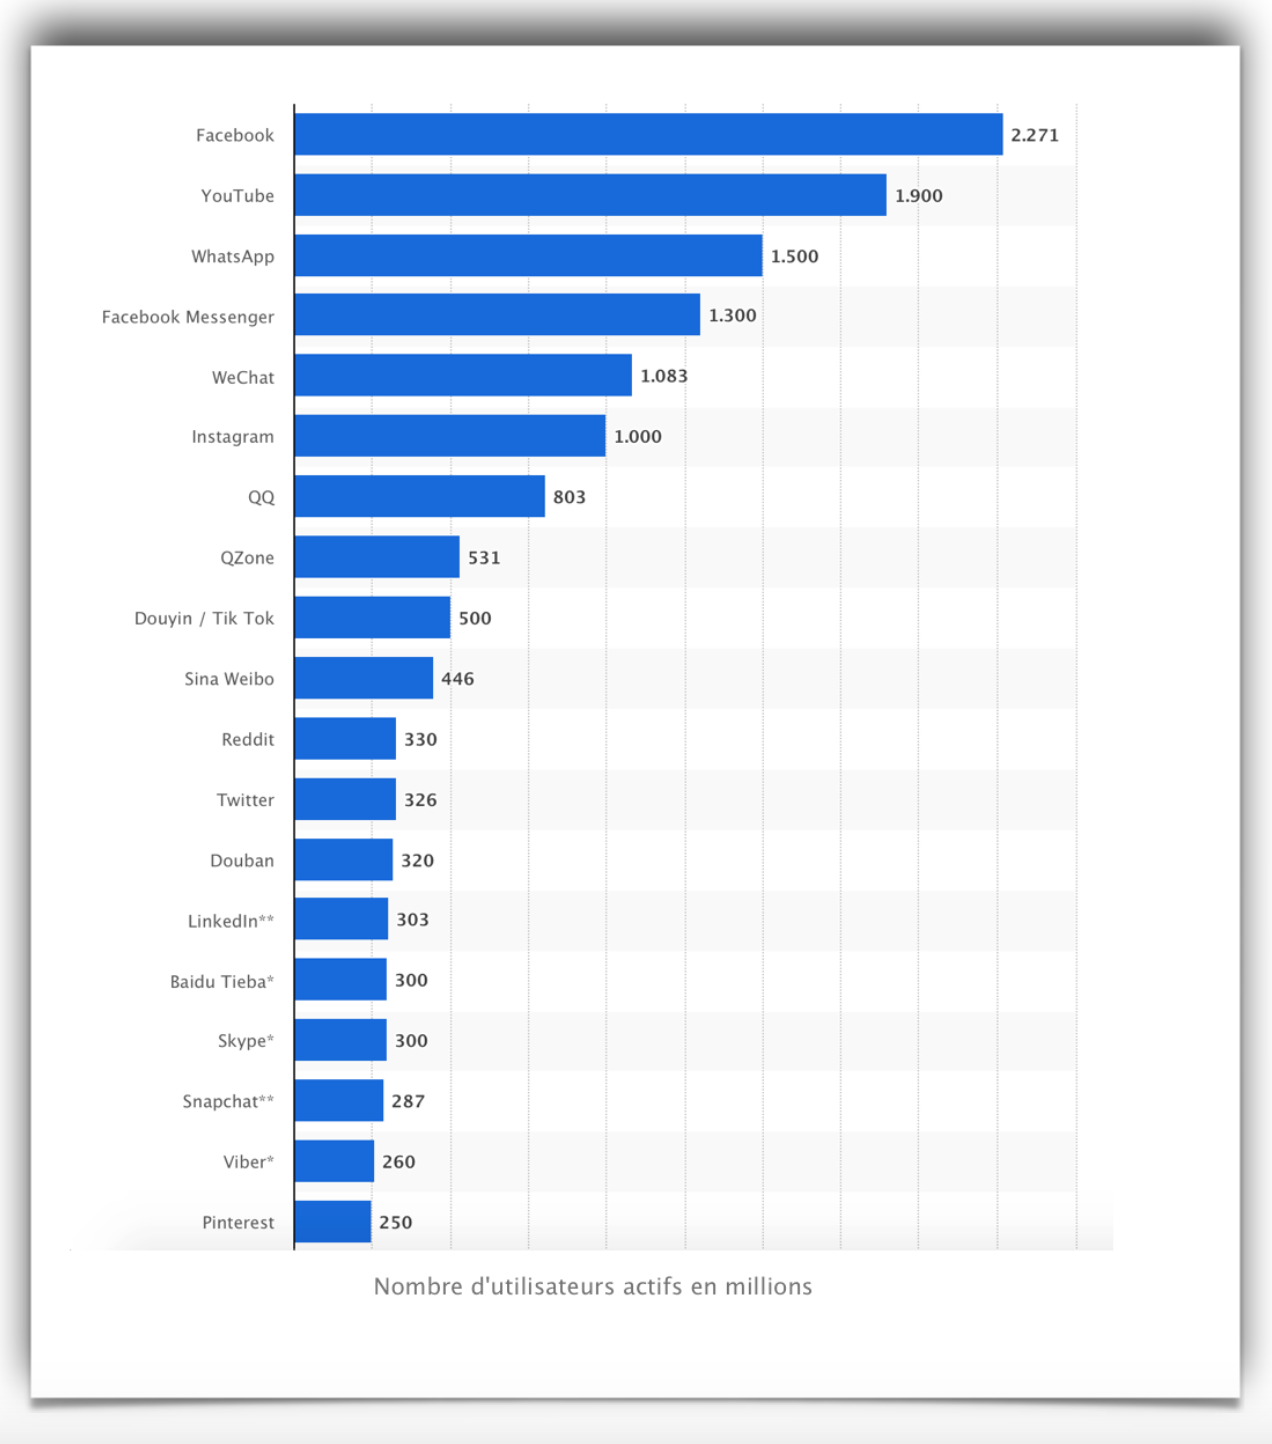 Facebook 2.271
YouTube 1.900
WhatsApp 1.500
Facebook Messenger 1.300
WeChat 1.083
Instagram 1.000
QQ 803
QZone 531
Douyin / Tik Tok 500
Sina Weibo 446
Reddit 330
Twitter 326
Douban 320
LinkedIn** 303
Baidu Tieba* 300
Skype* 300
Snapchat** 287
Viber* 260
Pinterest 250
Nombre d'utilisateurs actifs en millions